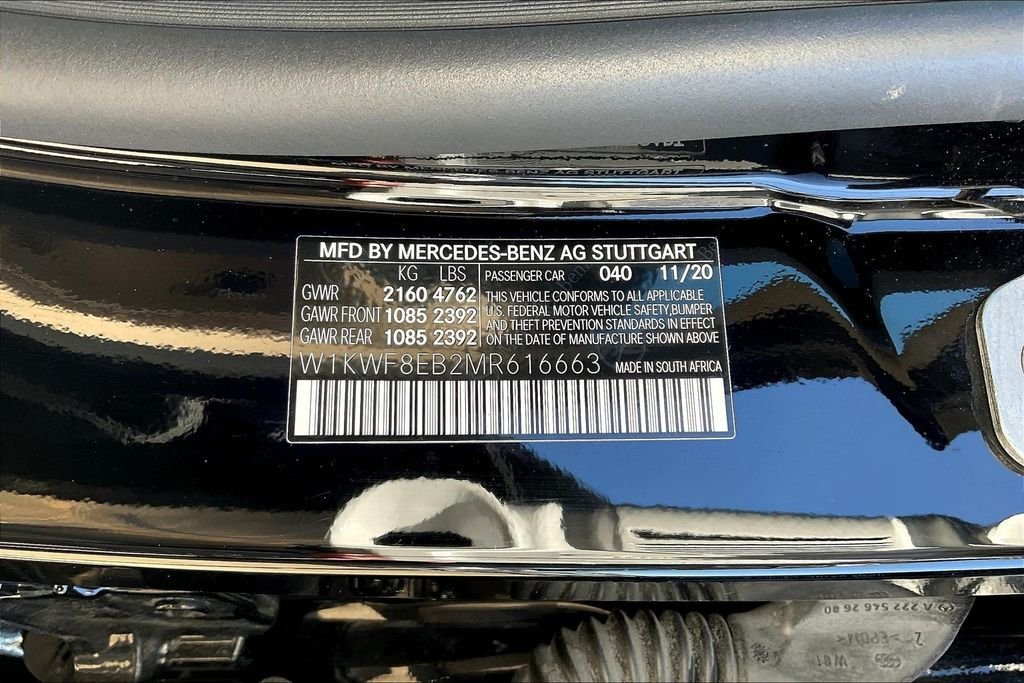 MFD BY MERCEDES-BENZ AG STUTTGART
KG LBS PASSENGER CAR 040 11/20
GVWR 2160 4762
GAWR FRONT 1085 2392
GAWR REAR 1085 2392
THIS VEHICLE CONFORMS TO ALL APPLICABLE
U.S. FEDERAL MOTOR VEHICLE SAFETY, BUMPER
AND THEFT PREVENTION STANDARDS IN EFFECT
ON THE DATE OF MANUFACTURE SHOWN ABOVE
W1KWF8EB2MR616663 MADE IN SOUTH AFRICA
A 222 546 26 80
>EPDM<
W81